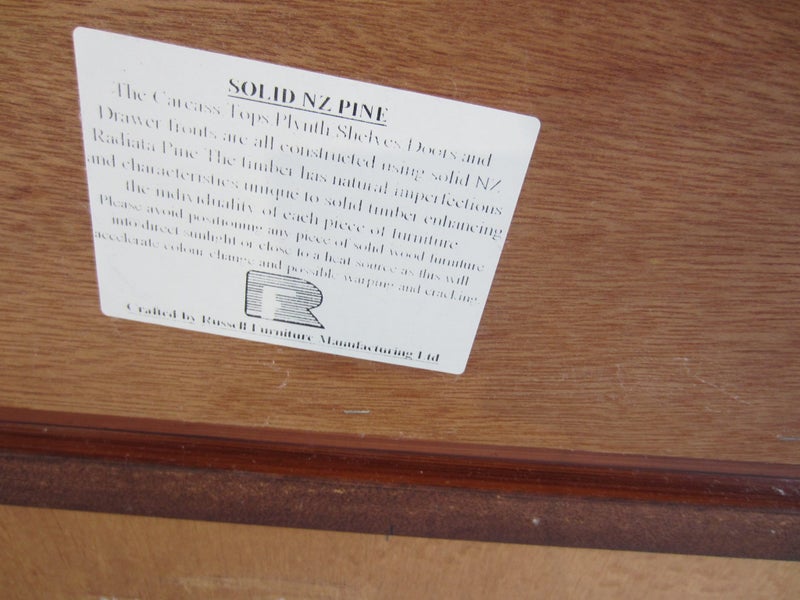 SOLID NZ PINE
The Carcass Tops Plynth Shelves Doors and
Drawer fronts are all constructed using solid NZ
Radiata Pine The timber has natural imperfections
and characteristics unique to solid timber enhancing
the individuality of each piece of furniture
Please avoid positioning any piece of solid wood furniture
into direct sunlight or close to a heat source as this will
accelerate colour change and possible warping and cracking
R
Crafted by Russell Furniture Manufacturing Ltd